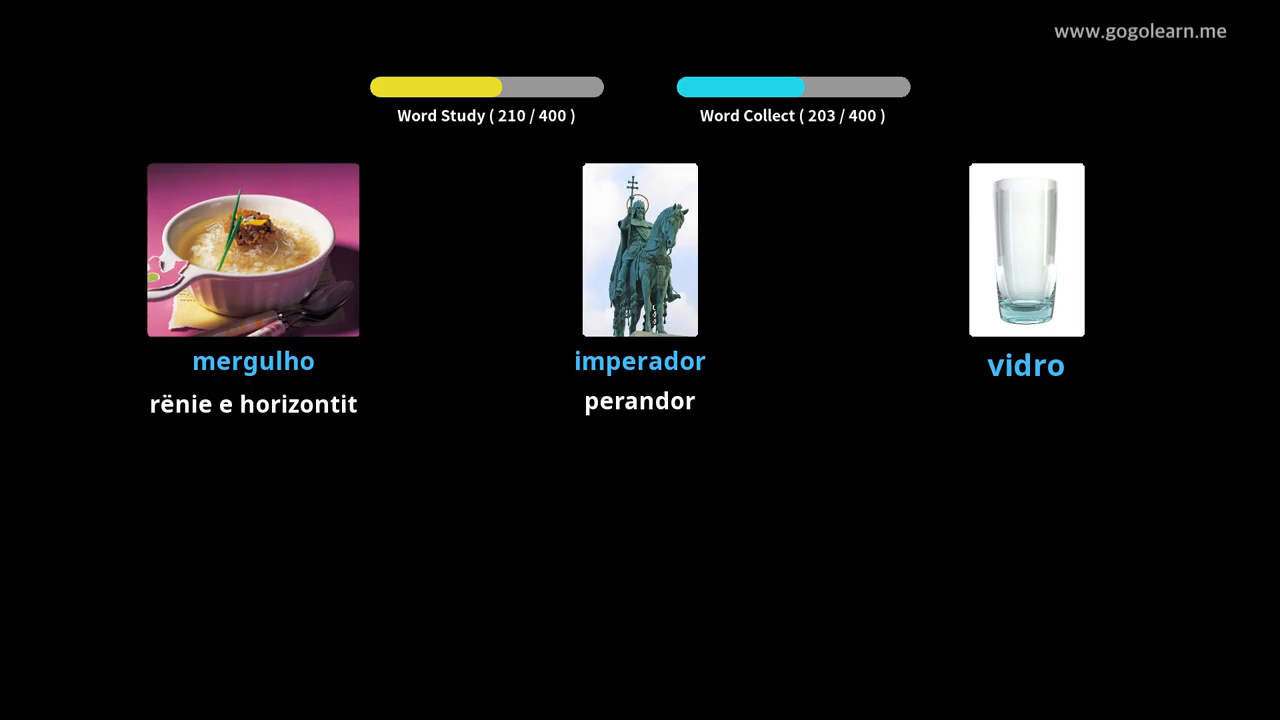 www.gogolearn.me
Word Study ( 210 / 400 )
Word Collect ( 203 / 400 )
mergulho
imperador
vidro
rënie e horizontit
perandor